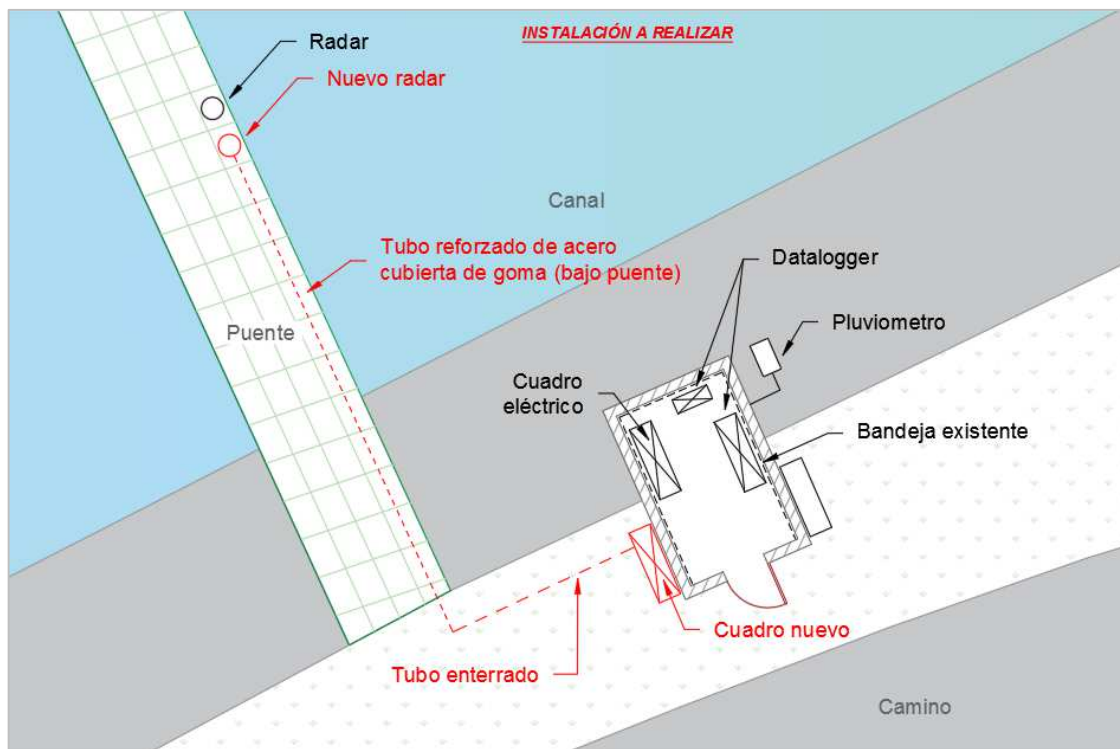 INSTALACIÓN A REALIZAR
Radar
Nuevo radar
Canal
Tubo reforzado de acero
cubierta de goma (bajo puente)
Datalogger
Puente
Pluviometro
Cuadro
eléctrico
Bandeja existente
Cuadro nuevo
Tubo enterrado
Camino